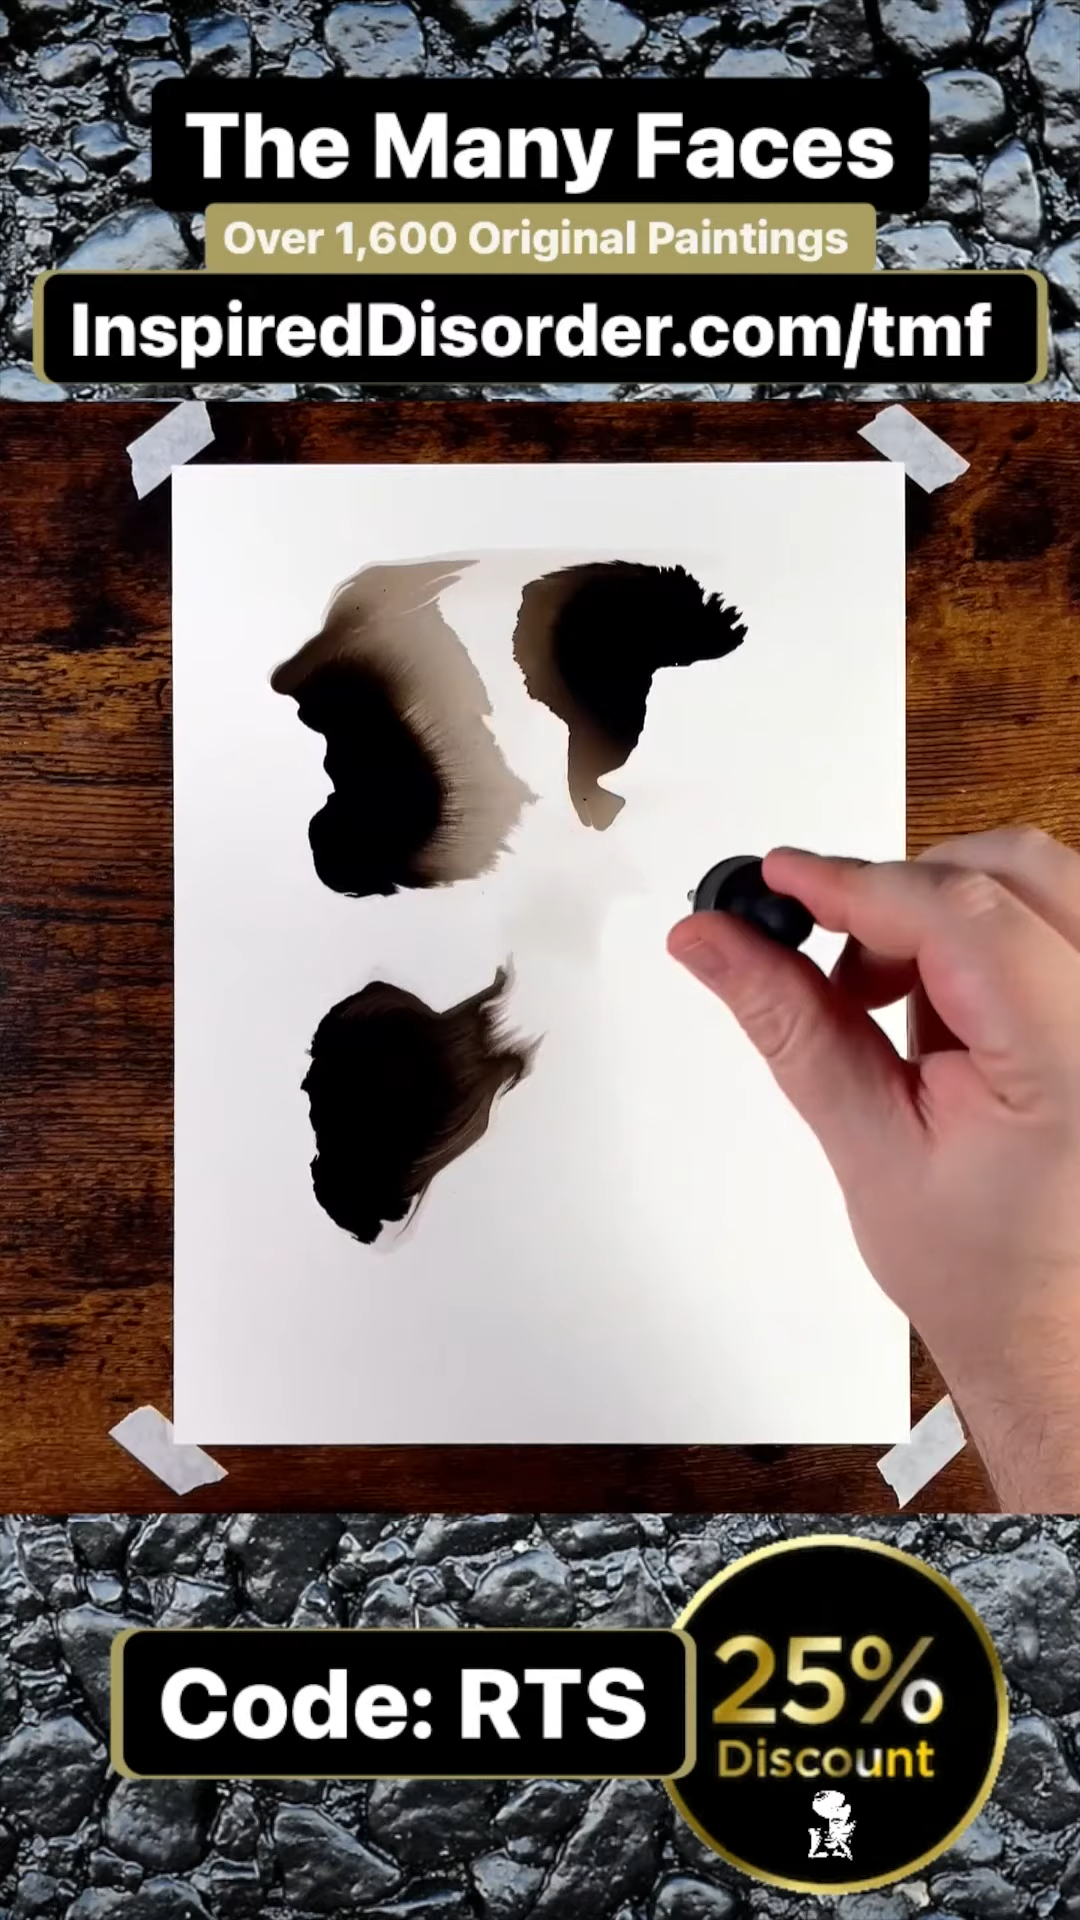 The Many Faces
Over 1,600 Original Paintings
InspiredDisorder.com/tmf
Code: RTS
25%
Discount